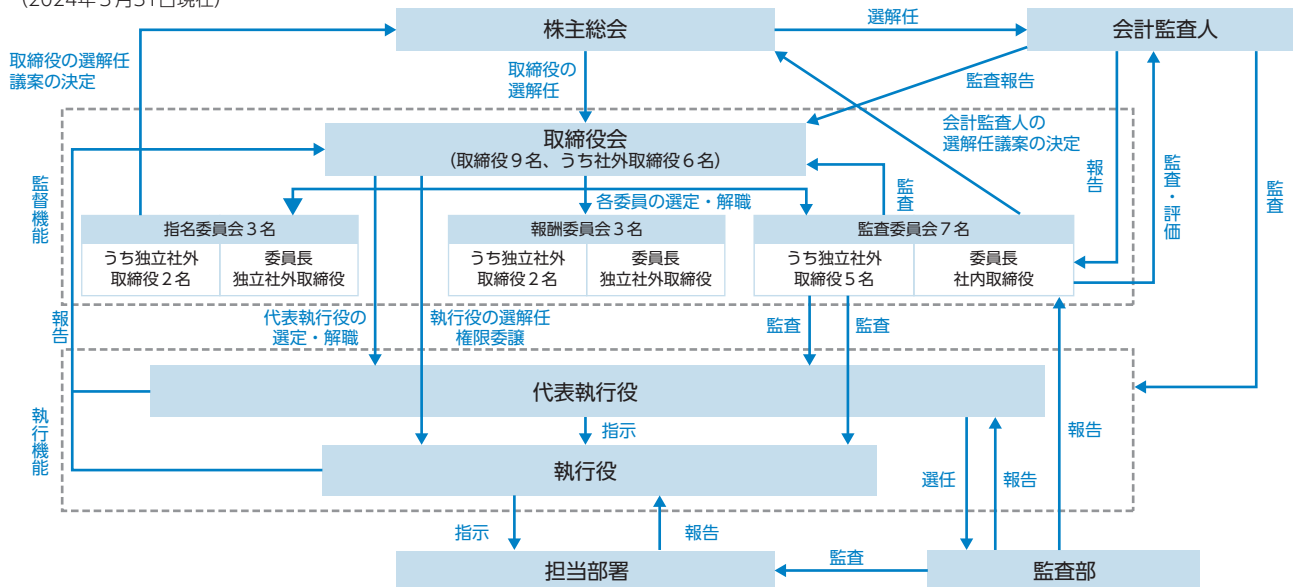 （2024年５月31日現在）
株主総会
選解任
会計監査人
取締役の選解任
議案の決定
取締役の
選解任
監査報告
会計監査人の
選解任議案の決定
取締役会
（取締役９名、うち社外取締役６名）
監督機能
監査
報告
監査・評価
監査
各委員の選定・解職
指名委員会３名
うち独立社外
取締役２名
委員長
独立社外取締役
報酬委員会３名
うち独立社外
取締役２名
委員長
独立社外取締役
監査委員会７名
うち独立社外
取締役５名
委員長
社内取締役
報告
代表執行役の
選定・解職
執行役の選解任
権限委譲
監査
監査
代表執行役
執行機能
指示
報告
執行役
選任
報告
指示
報告
担当部署
監査
監査部